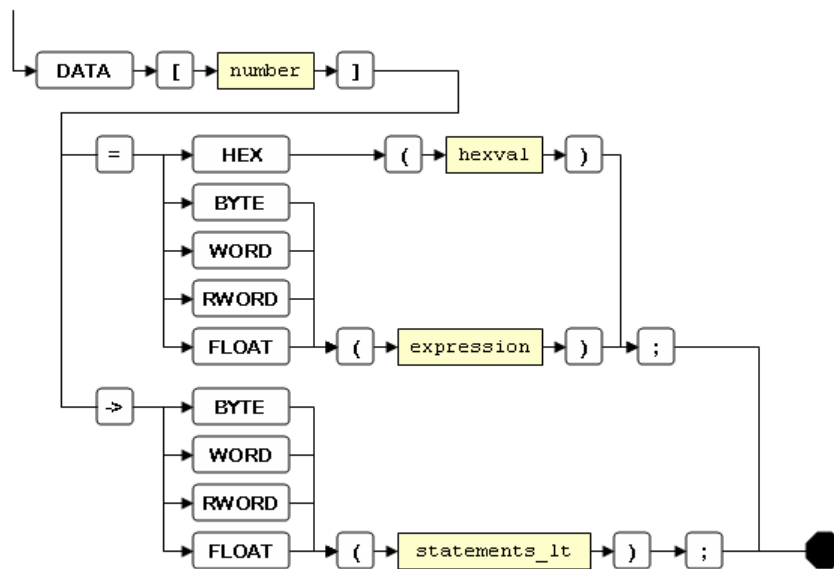 DATA [ number ]
= HEX ( hexval )
BYTE
WORD
RWORD
FLOAT ( expression ) ;
-> BYTE
WORD
RWORD
FLOAT ( statements_lt ) ;